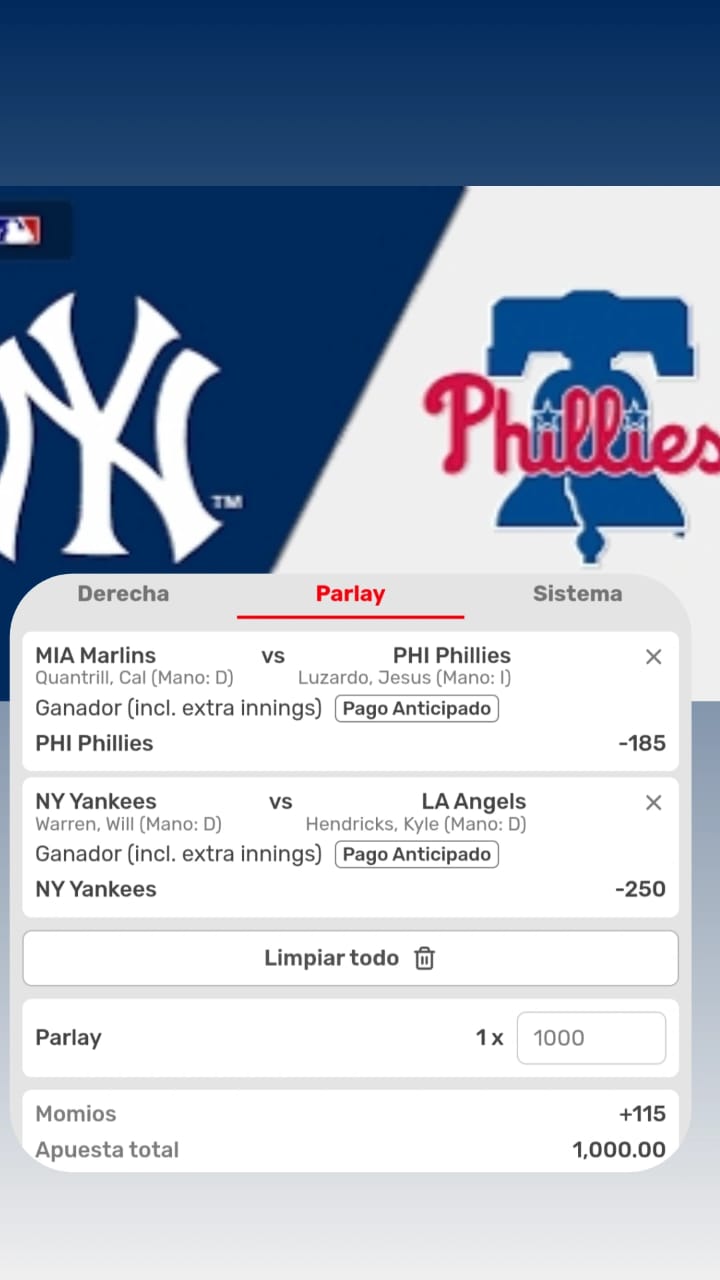 TM
Phillies
Derecha Parlay Sistema
MIA Marlins vs PHI Phillies
Quantrill, Cal (Mano: D) Luzardo, Jesus (Mano: I)
Ganador (incl. extra innings) Pago Anticipado
PHI Phillies -185
NY Yankees vs LA Angels
Warren, Will (Mano: D) Hendricks, Kyle (Mano: D)
Ganador (incl. extra innings) Pago Anticipado
NY Yankees -250
Limpiar todo
Parlay 1 x 1000
Momios +115
Apuesta total 1,000.00